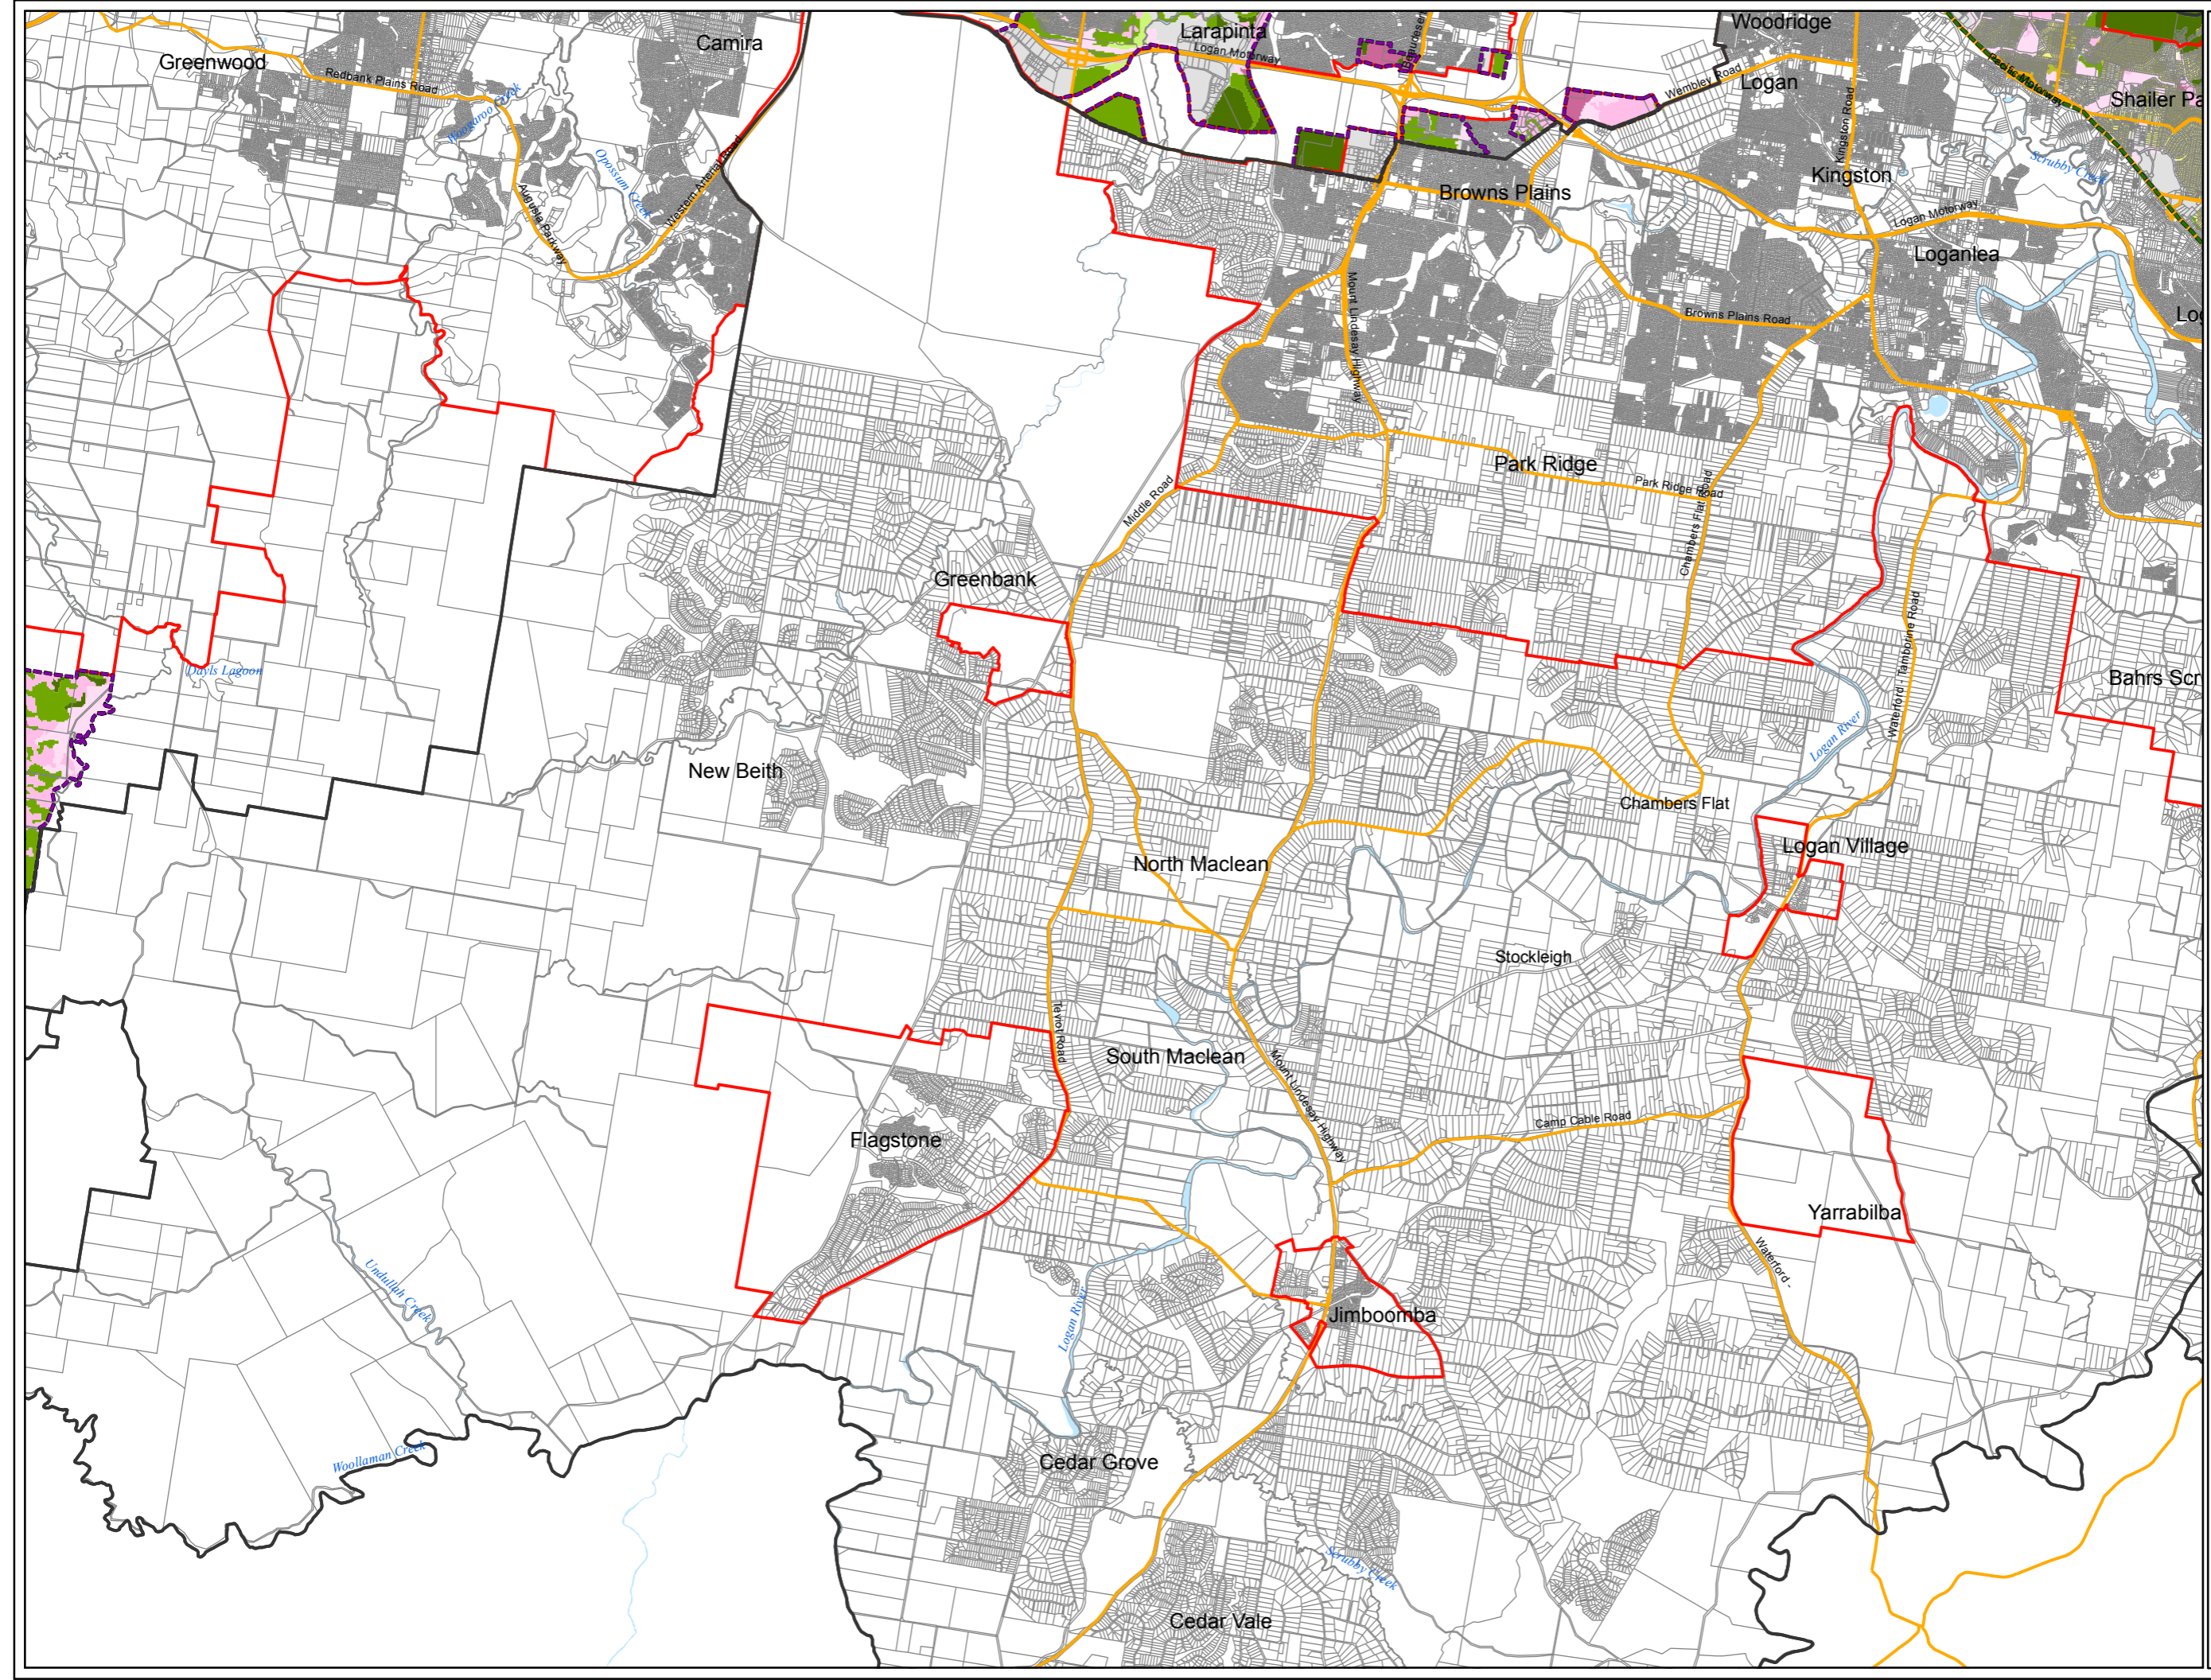 Woodridge
Larapinta
Camira
Logan Motorway
Greenwood
Redbank Plains Road
Wembley Road
Logan
Pacific Motorway
Woogaroo Creek
Kingston Road
Opossum Creek
Western Arterial Road
Scrubby Creek
Kingston
Browns Plains
Augusta Parkway
Logan Motorway
Loganlea
Mount Lindesay Highway
Browns Plains Road
Park Ridge
Park Ridge Road
Middle Road
Chambers Flat Road
Greenbank
Waterford - Tamborine Road
Dayls Lagoon
Bahrs Scr
Logan River
New Beith
Chambers Flat
Logan Village
North Maclean
Stockleigh
Teviot Road
South Maclean
Mount Lindesay Highway
Camp Cable Road
Flagstone
Yarrabilba
Waterford -
Undullah Creek
Logan River
Jimboomba
Woollaman Creek
Cedar Grove
Scrubby Creek
Cedar Vale